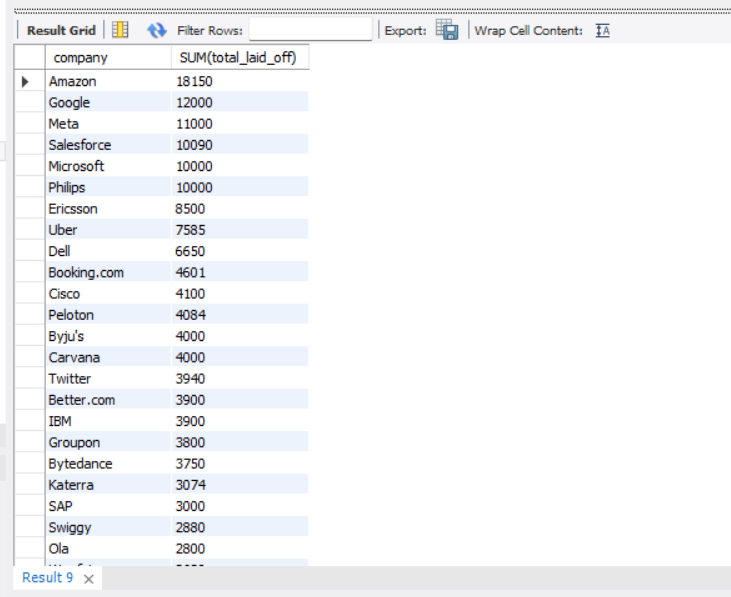 Result Grid Filter Rows: Export: Wrap Cell Content: IA
company SUM(total_laid_off)
Amazon 18150
Google 12000
Meta 11000
Salesforce 10090
Microsoft 10000
Philips 10000
Ericsson 8500
Uber 7585
Dell 6650
Booking.com 4601
Cisco 4100
Peloton 4084
Byju's 4000
Carvana 4000
Twitter 3940
Better.com 3900
IBM 3900
Groupon 3800
Bytedance 3750
Katerra 3074
SAP 3000
Swiggy 2880
Ola 2800
Result 9 ×